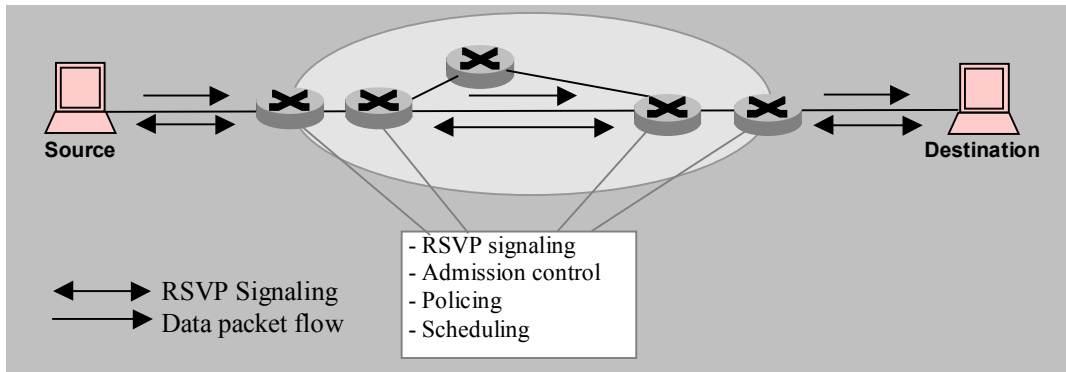 Source
Destination
- RSVP signaling
- Admission control
- Policing
- Scheduling
RSVP Signaling
Data packet flow